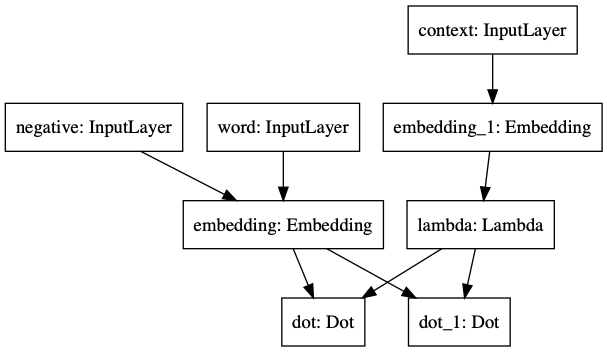 context: InputLayer
negative: InputLayer
word: InputLayer
embedding_1: Embedding
embedding: Embedding
lambda: Lambda
dot: Dot
dot_1: Dot